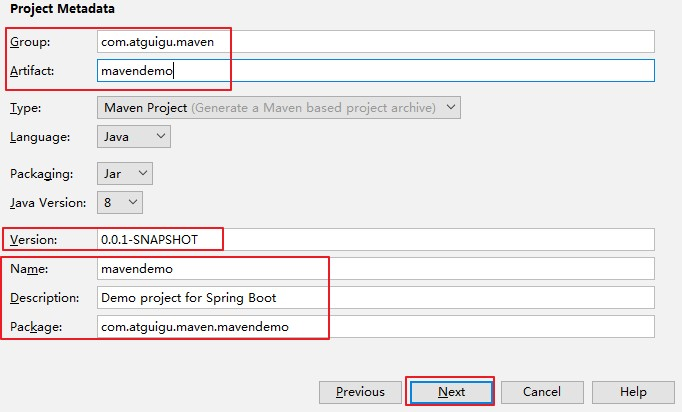 Project Metadata
Group: com.atguigu.maven
Artifact: mavendemo
Type: Maven Project (Generate a Maven based project archive)
Language: Java
Packaging: Jar
Java Version: 8
Version: 0.0.1-SNAPSHOT
Name: mavendemo
Description: Demo project for Spring Boot
Package: com.atguigu.maven.mavendemo
Previous Next Cancel Help